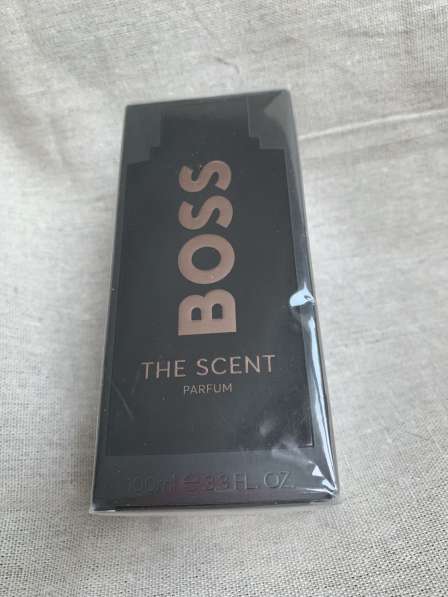 BOSS
THE SCENT
PARFUM
100ml ℮ 3.3 FL. OZ.